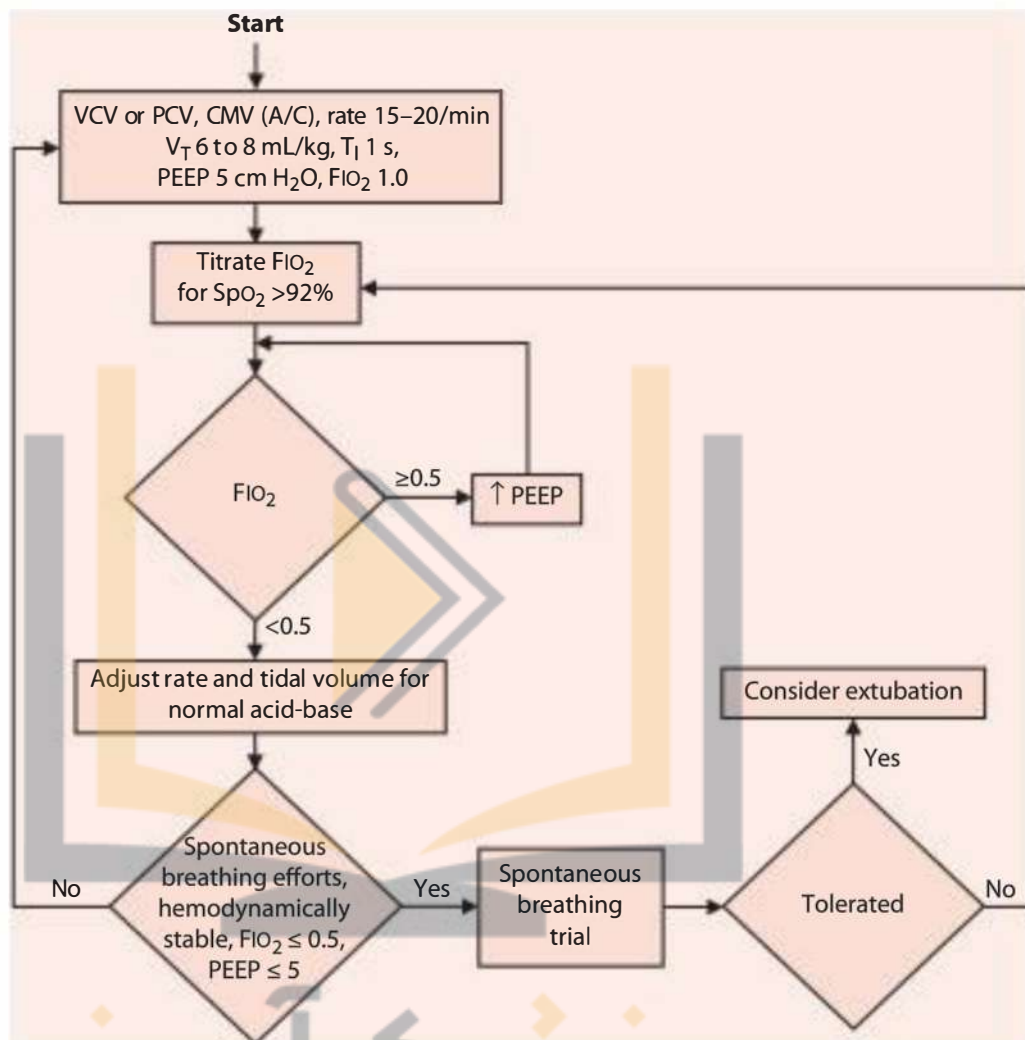 Start
VCV or PCV, CMV (A/C), rate 15–20/min
V_T 6 to 8 mL/kg, T_I 1 s,
PEEP 5 cm H₂O, FIO₂ 1.0
Titrate FIO₂
for SpO₂ >92%
FIO₂
≥0.5
↑ PEEP
<0.5
Adjust rate and tidal volume for
normal acid-base
Spontaneous
breathing efforts,
hemodynamically
stable, FIO₂ ≤ 0.5,
PEEP ≤ 5
No
Yes
Spontaneous
breathing
trial
Tolerated
No
Yes
Consider extubation